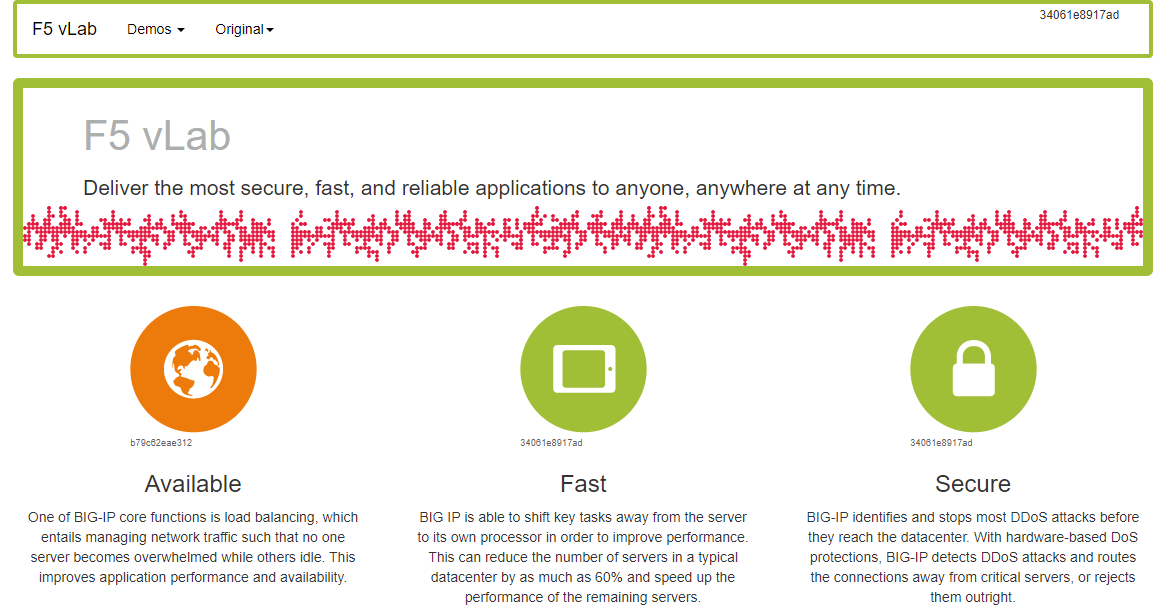 F5 vLab Demos Original 34061e8917ad
F5 vLab
Deliver the most secure, fast, and reliable applications to anyone, anywhere at any time.
b79c62eae312
Available
One of BIG-IP core functions is load balancing, which
entails managing network traffic such that no one
server becomes overwhelmed while others idle. This
improves application performance and availability.
34061e8917ad
Fast
BIG IP is able to shift key tasks away from the server
to its own processor in order to improve performance.
This can reduce the number of servers in a typical
datacenter by as much as 60% and speed up the
performance of the remaining servers.
34061e8917ad
Secure
BIG-IP identifies and stops most DDoS attacks before
they reach the datacenter. With hardware-based DoS
protections, BIG-IP detects DDoS attacks and routes
the connections away from critical servers, or rejects
them outright.